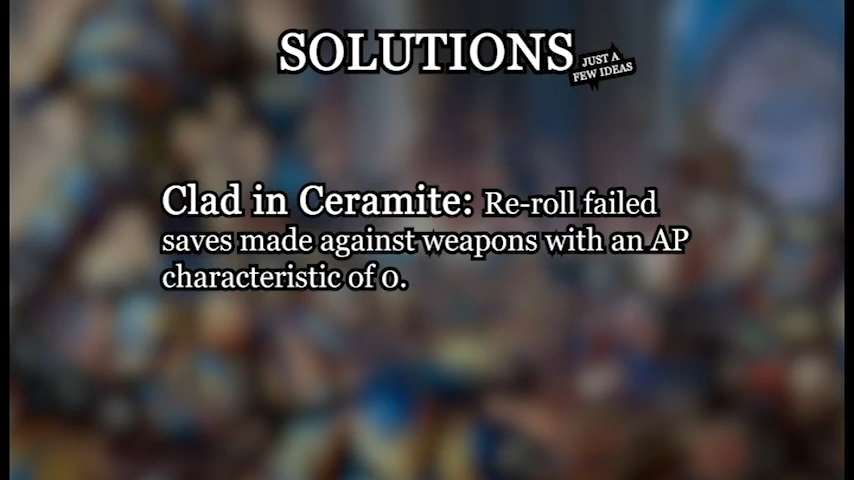 SOLUTIONS
JUST A
FEW IDEAS
Clad in Ceramite: Re-roll failed
saves made against weapons with an AP
characteristic of 0.